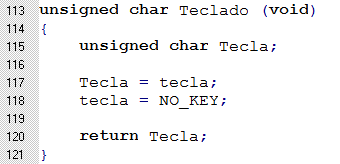 113 unsigned char Teclado (void)
114 {
115 unsigned char Tecla;
116
117 Tecla = tecla;
118 tecla = NO_KEY;
119
120 return Tecla;
121 }